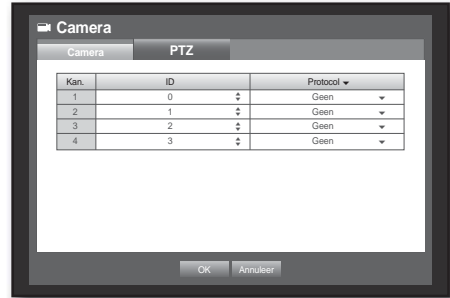 Camera
Camera PTZ
Kan. ID Protocol
1 0 Geen
2 1 Geen
3 2 Geen
4 3 Geen
OK Annuleer